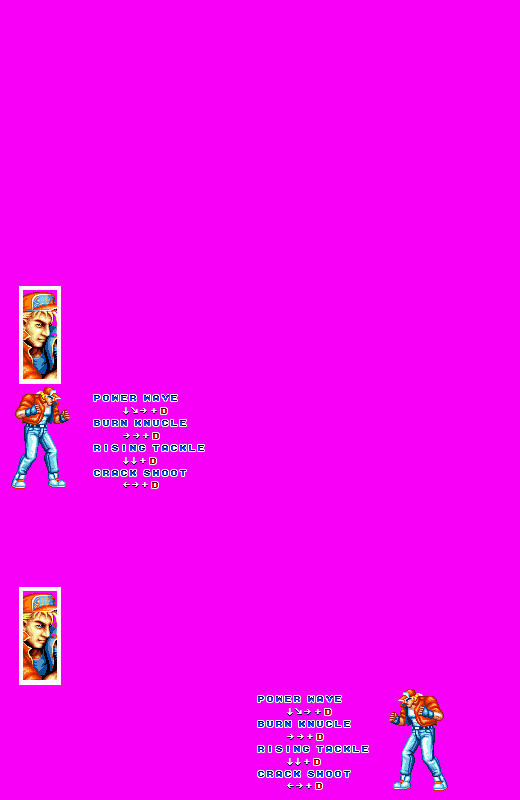 POWER WAVE
↓↘→+D
BURN KNUCLE
→→+D
RISING TACKLE
↓↓+D
CRACK SHOOT
←→+D
POWER WAVE
↓↘→+D
BURN KNUCLE
→→+D
RISING TACKLE
↓↓+D
CRACK SHOOT
←→+D